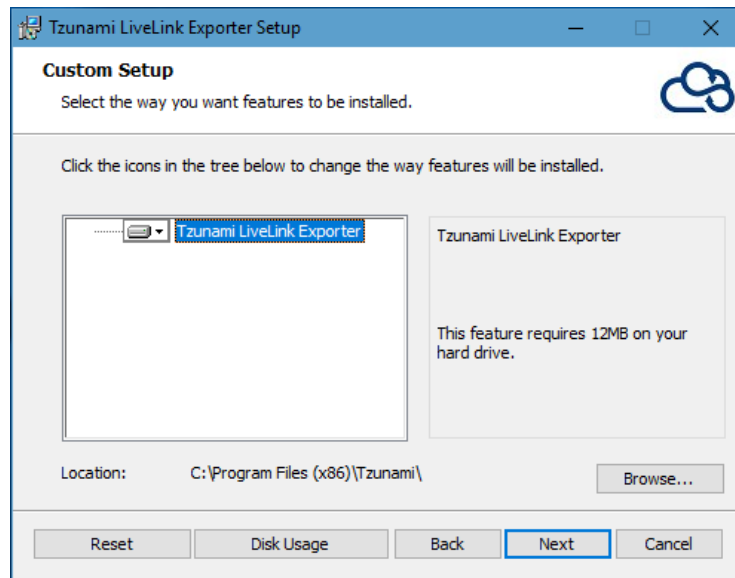 Tzunami LiveLink Exporter Setup
Custom Setup
Select the way you want features to be installed.
Click the icons in the tree below to change the way features will be installed.
Tzunami LiveLink Exporter
Tzunami LiveLink Exporter
This feature requires 12MB on your
hard drive.
Location: C:\Program Files (x86)\Tzunami\
Browse...
Reset Disk Usage Back Next Cancel